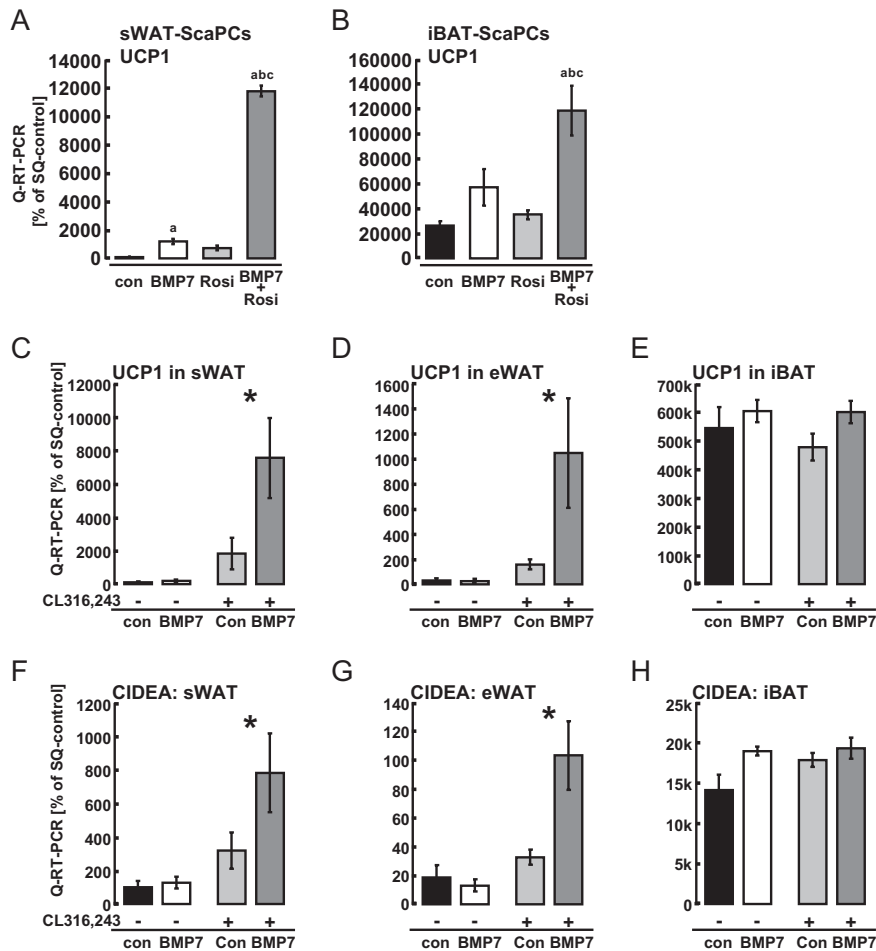 A
sWAT-ScaPCs
UCP1
Q-RT-PCR
[% of SQ-control]
14000
12000
10000
8000
6000
4000
2000
0
a
abc
con BMP7 Rosi BMP7 + Rosi
B
iBAT-ScaPCs
UCP1
160000
140000
120000
100000
80000
60000
40000
20000
0
abc
con BMP7 Rosi BMP7 + Rosi
C
UCP1 in sWAT
Q-RT-PCR [% of SQ-control]
12000
10000
8000
6000
4000
2000
0
*
CL316,243 - - + +
con BMP7 Con BMP7
D
UCP1 in eWAT
1600
1400
1200
1000
800
600
400
200
0
*
- - + +
con BMP7 Con BMP7
E
UCP1 in iBAT
700k
600k
500k
400k
300k
200k
100k
0
- - + +
con BMP7 Con BMP7
F
CIDEA: sWAT
Q-RT-PCR [% of SQ-control]
1200
1000
800
600
400
200
0
*
CL316,243 - - + +
con BMP7 Con BMP7
G
CIDEA: eWAT
140
120
100
80
60
40
20
0
*
- - + +
con BMP7 Con BMP7
H
CIDEA: iBAT
25k
20k
15k
10k
5k
0
- - + +
con BMP7 Con BMP7